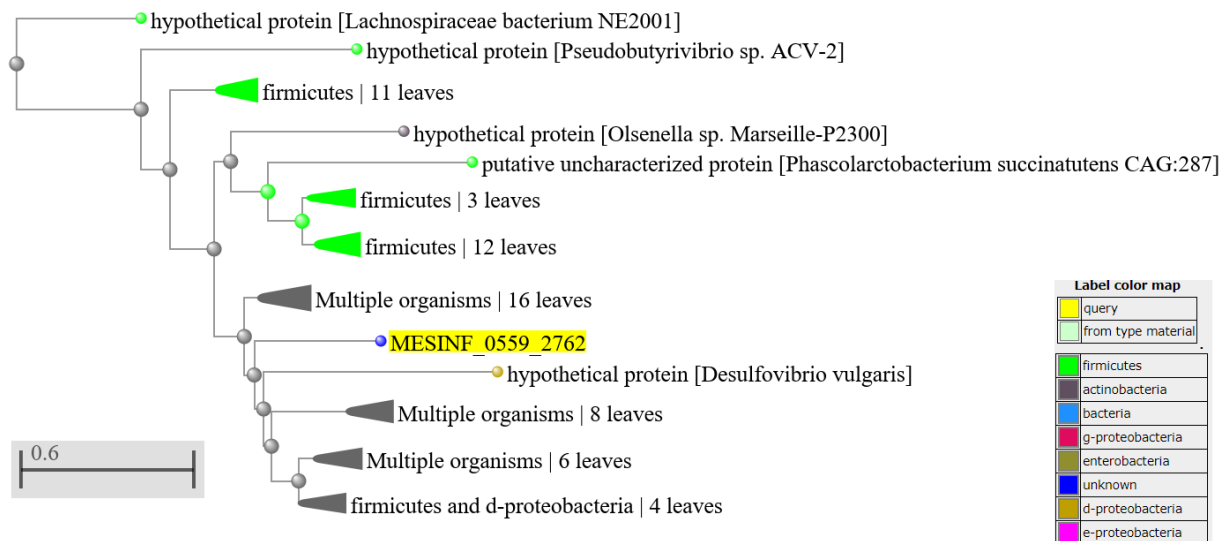 hypothetical protein [Lachnospiraceae bacterium NE2001]
hypothetical protein [Pseudobutyrivibrio sp. ACV-2]
firmicutes | 11 leaves
hypothetical protein [Olsenella sp. Marseille-P2300]
putative uncharacterized protein [Phascolarctobacterium succinatutens CAG:287]
firmicutes | 3 leaves
firmicutes | 12 leaves
Multiple organisms | 16 leaves
MESINF_0559_2762
hypothetical protein [Desulfovibrio vulgaris]
Multiple organisms | 8 leaves
Multiple organisms | 6 leaves
firmicutes and d-proteobacteria | 4 leaves
0.6
Label color map
query
from type material
.
firmicutes
actinobacteria
bacteria
g-proteobacteria
enterobacteria
unknown
d-proteobacteria
e-proteobacteria